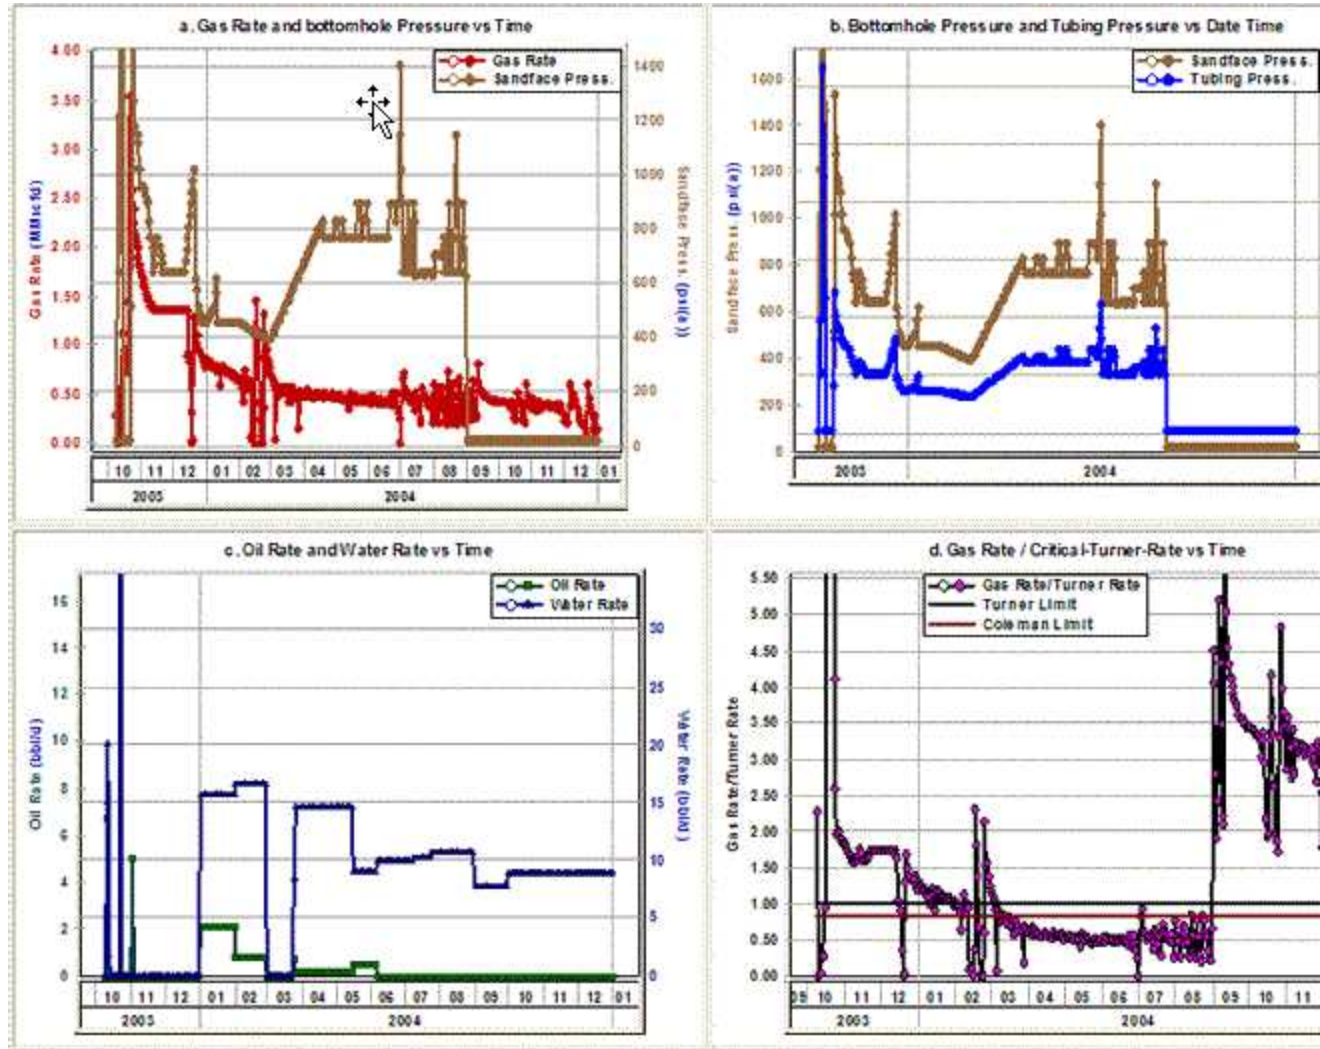 a. Gas Rate and bottomhole Pressure vs Time
4.00
3.50
3.00
2.50
2.00
1.50
1.00
0.50
0.00
Gas Rate (MMscfd)
Gas Rate
Sandface Press.
1400
1200
1000
800
600
400
200
0
Sandface Press. (psi(a))
10 11 12 01 02 03 04 05 06 07 08 09 10 11 12 01
2003 2004
b. Bottomhole Pressure and Tubing Pressure vs Date Time
1600
1400
1200
1000
800
600
400
200
0
Sandface Press. (psi(a))
Sandface Press.
Tubing Press.
2003 2004
c. Oil Rate and Water Rate vs Time
16
14
12
10
8
6
4
2
0
Oil Rate (bbl/d)
Oil Rate
Water Rate
30
25
20
15
10
5
0
Water Rate (bbl/d)
10 11 12 01 02 03 04 05 06 07 08 09 10 11 12 01
2003 2004
d. Gas Rate / Critical-Turner-Rate vs Time
5.50
5.00
4.50
4.00
3.50
3.00
2.50
2.00
1.50
1.00
0.50
0.00
Gas Rate/Turner Rate
Gas Rate/Turner Rate
Turner Limit
Coleman Limit
09 10 11 12 01 02 03 04 05 06 07 08 09 10 11
2003 2004